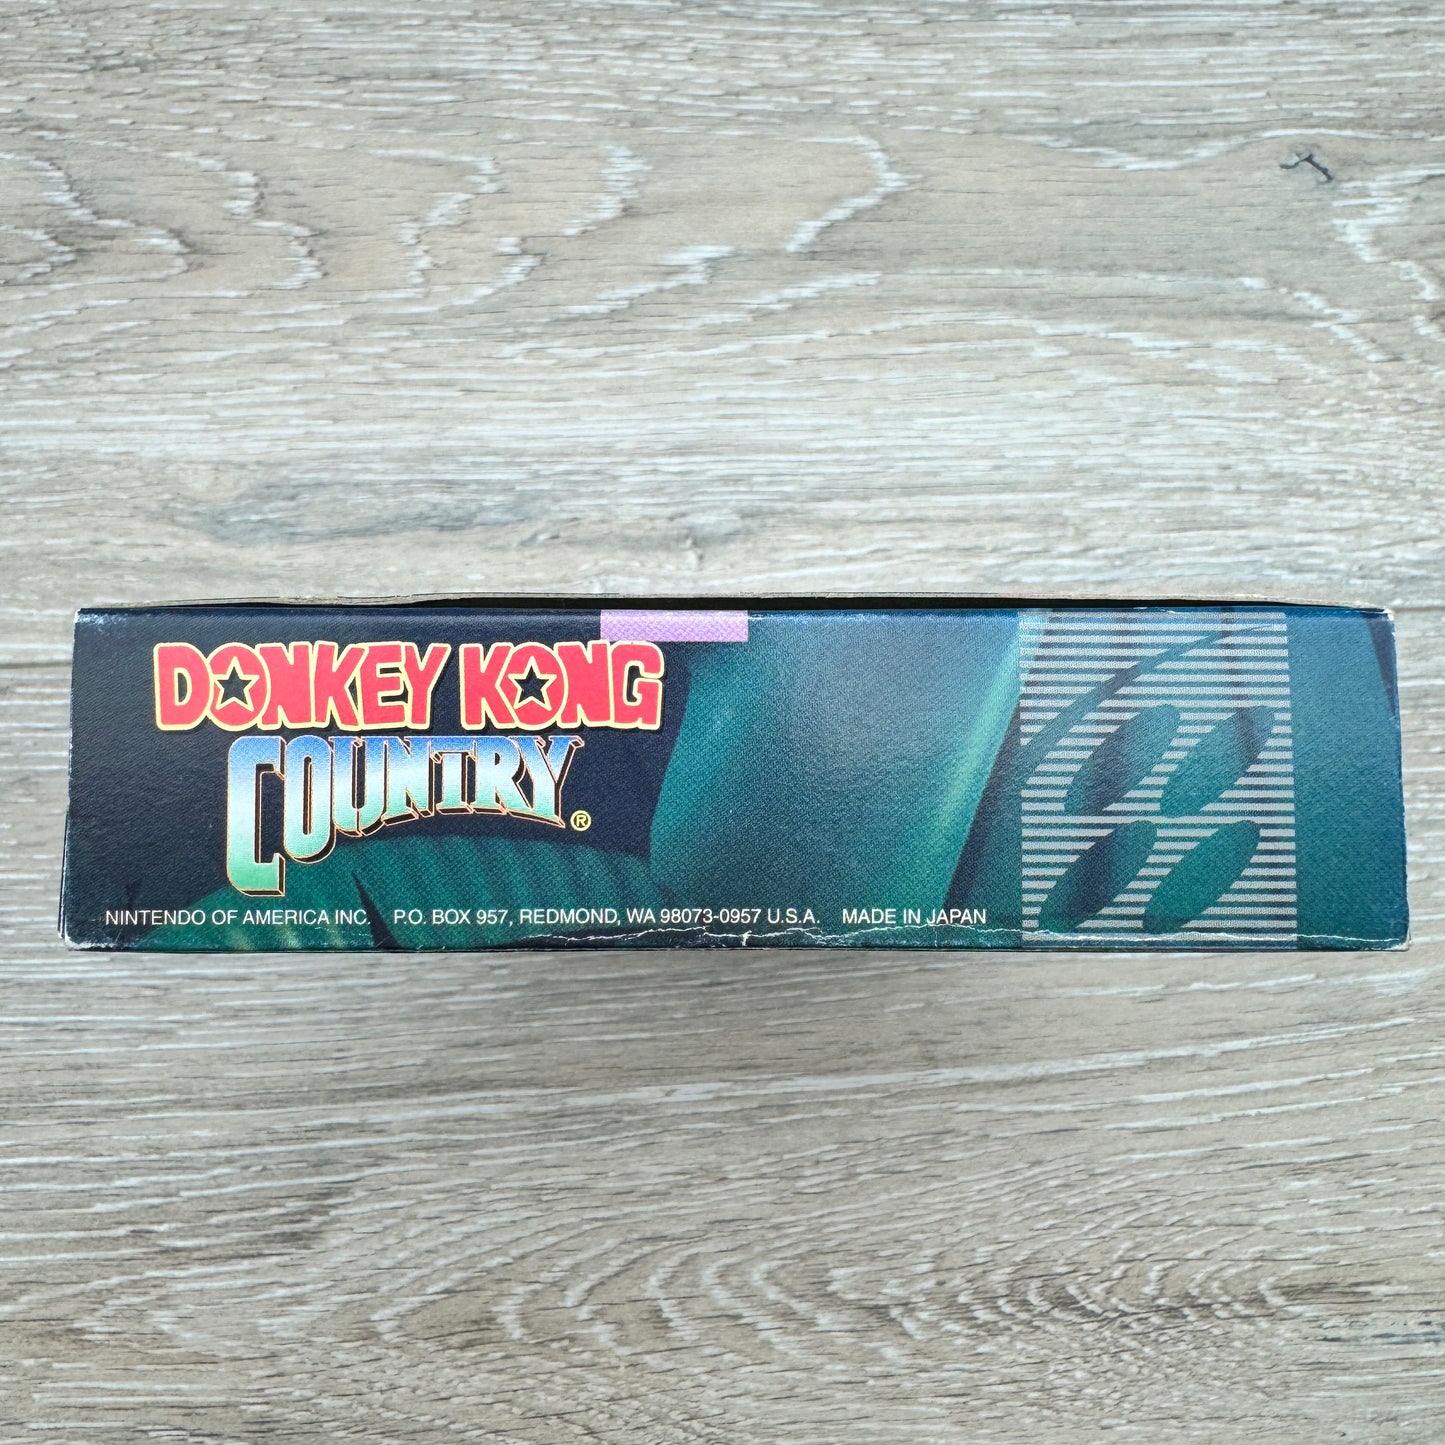 DONKEY KONG
COUNTRY®
NINTENDO OF AMERICA INC. P.O. BOX 957, REDMOND, WA 98073-0957 U.S.A. MADE IN JAPAN